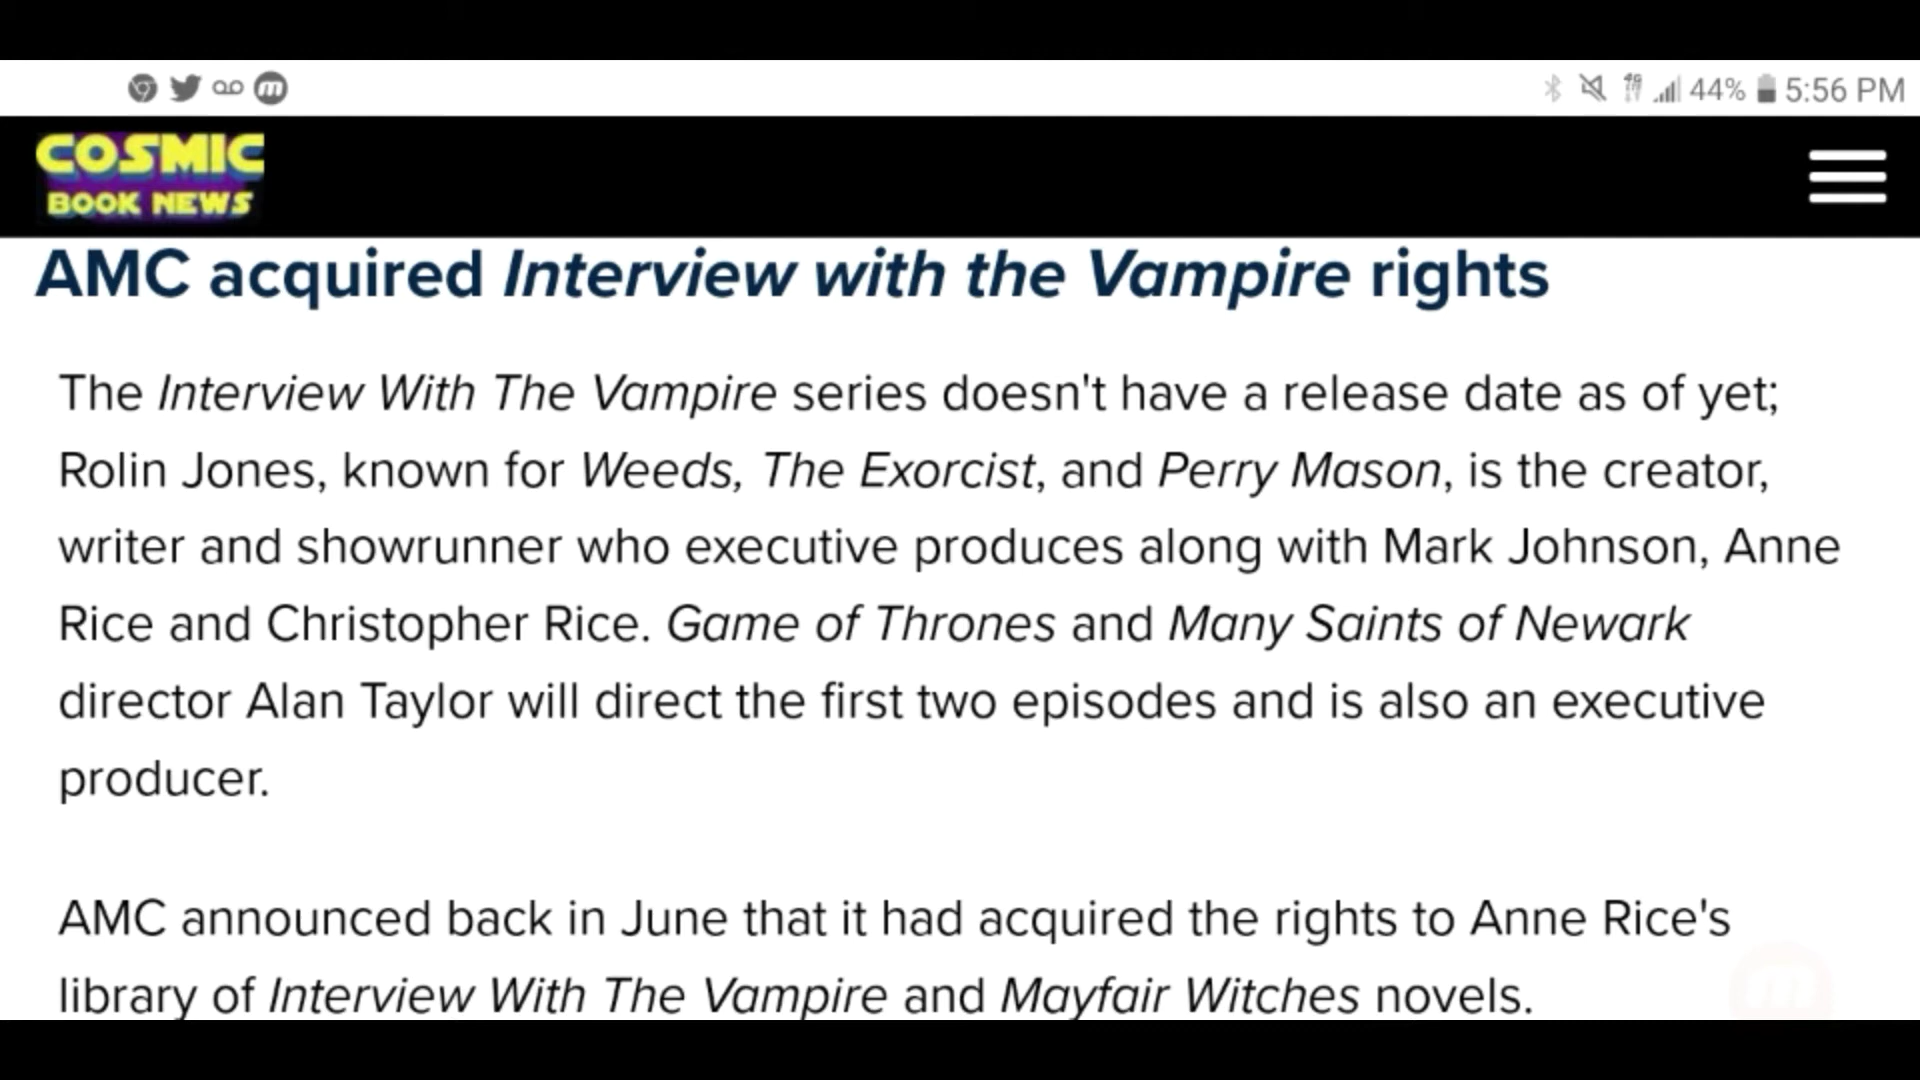 44% 5:56 PM
COSMIC
BOOK NEWS
AMC acquired Interview with the Vampire rights
The Interview With The Vampire series doesn't have a release date as of yet;
Rolin Jones, known for Weeds, The Exorcist, and Perry Mason, is the creator,
writer and showrunner who executive produces along with Mark Johnson, Anne
Rice and Christopher Rice. Game of Thrones and Many Saints of Newark
director Alan Taylor will direct the first two episodes and is also an executive
producer.
AMC announced back in June that it had acquired the rights to Anne Rice's
library of Interview With The Vampire and Mayfair Witches novels.